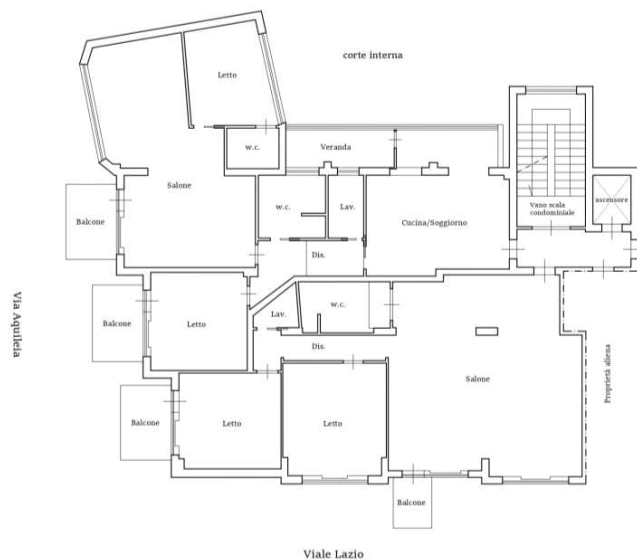 corte interna
Letto
w.c.
Veranda
Salone
w.c.
Lav.
Cucina/Soggiorno
Vano scala
condominiale
ascensore
Balcone
Dis.
Via Aquileia
Balcone
Letto
Lav.
w.c.
Dis.
Salone
Proprietà aliena
Balcone
Letto
Letto
Balcone
Viale Lazio